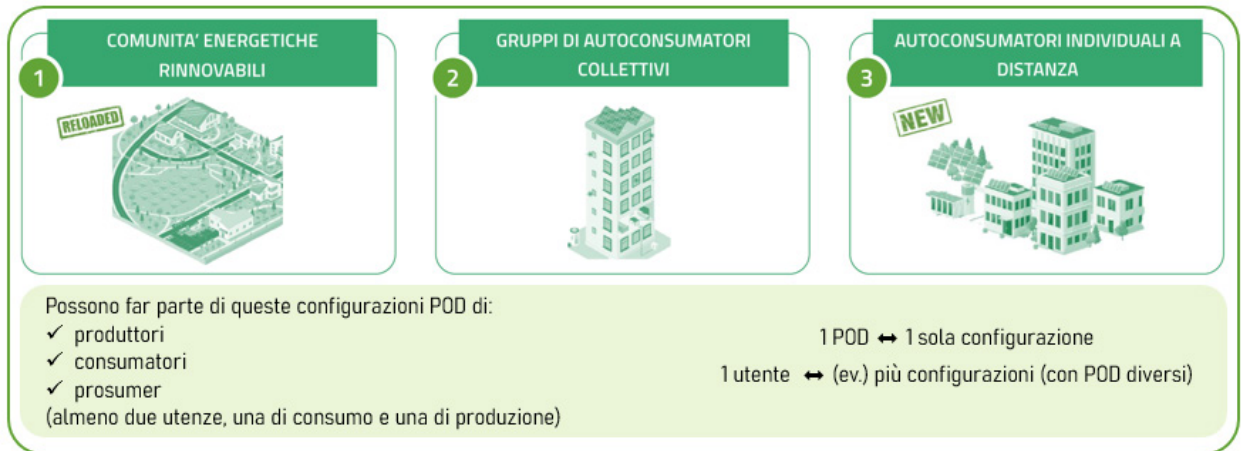 COMUNITA' ENERGETICHE
RINNOVABILI
1
RELOADED
GRUPPI DI AUTOCONSUMATORI
COLLETTIVI
2
AUTOCONSUMATORI INDIVIDUALI A
DISTANZA
3
NEW
Possono far parte di queste configurazioni POD di:
✓ produttori
✓ consumatori
✓ prosumer
(almeno due utenze, una di consumo e una di produzione)
1 POD ↔ 1 sola configurazione
1 utente ↔ (ev.) più configurazioni (con POD diversi)